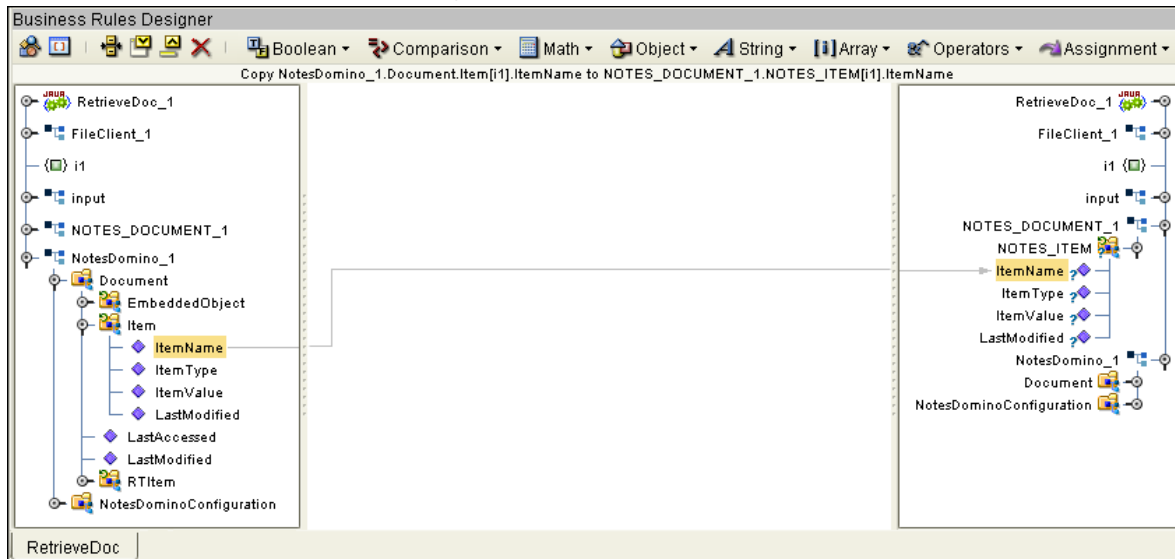 Business Rules Designer
Boolean Comparison Math Object String [i] Array Operators Assignment
Copy NotesDomino_1.Document.Item[i1].ItemName to NOTES_DOCUMENT_1.NOTES_ITEM[i1].ItemName
JAVA
RetrieveDoc_1
FileClient_1
{} i1
input
NOTES_DOCUMENT_1
NotesDomino_1
Document
EmbeddedObject
Item
ItemName
ItemType
ItemValue
LastModified
LastAccessed
LastModified
RTItem
NotesDominoConfiguration
JAVA
RetrieveDoc_1
FileClient_1
i1 {}
input
NOTES_DOCUMENT_1
NOTES_ITEM
ItemName ?
ItemType ?
ItemValue ?
LastModified ?
NotesDomino_1
Document
NotesDominoConfiguration
RetrieveDoc